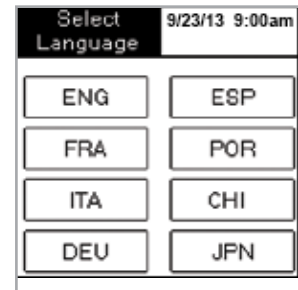 Select
Language
9/23/13 9:00am
ENG
ESP
FRA
POR
ITA
CHI
DEU
JPN